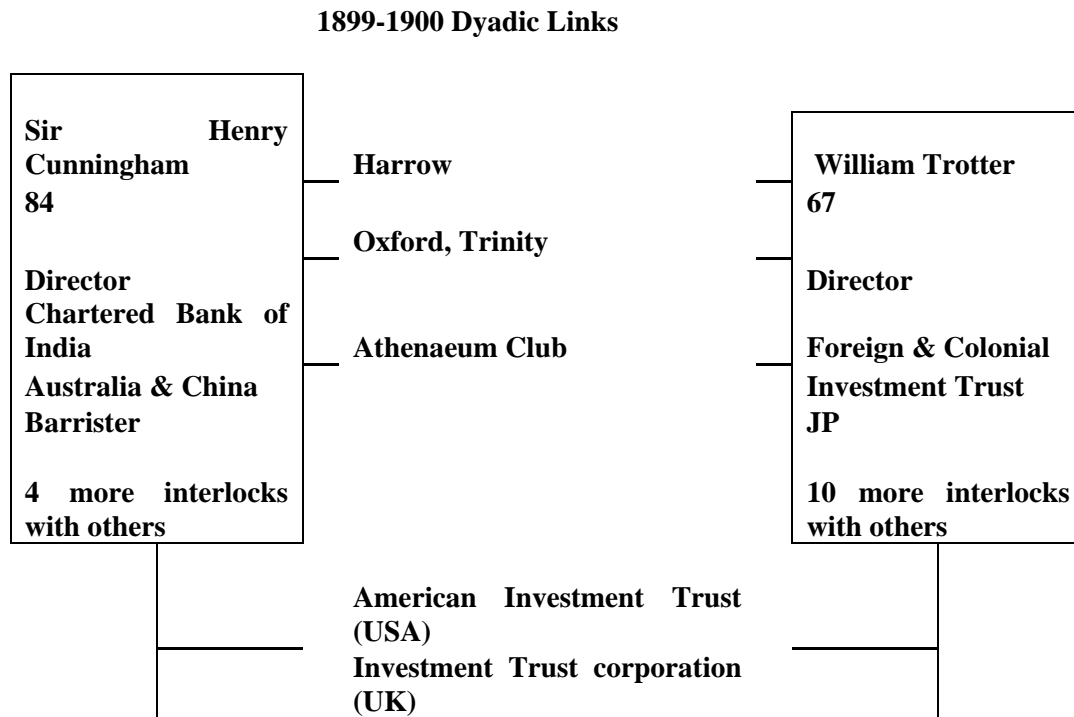 1899-1900 Dyadic Links
Sir Henry
Cunningham
84
Director
Chartered Bank of
India
Australia & China
Barrister
4 more interlocks
with others
Harrow
Oxford, Trinity
Athenaeum Club
William Trotter
67
Director
Foreign & Colonial
Investment Trust
JP
10 more interlocks
with others
American Investment Trust
(USA)
Investment Trust corporation
(UK)